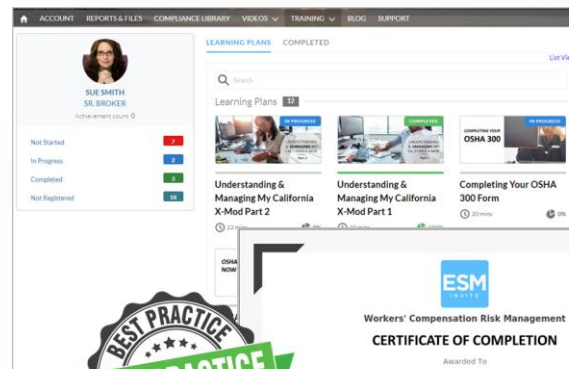 ACCOUNT REPORTS & FILES COMPLIANCE LIBRARY VIDEOS TRAINING BLOG SUPPORT
LEARNING PLANS COMPLETED
List Vie
SUE SMITH
SR. BROKER
Achievement count: 0
Not Started 7
In Progress 2
Completed 3
Not Registered
Search
Learning Plans 12
IN PROGRESS
COMPLETED
IN PROGRESS
COMPLETING YOUR
OSHA 300
Understanding &
Managing My California
X-Mod Part 2
22 mins
Understanding &
Managing My California
X-Mod Part 1
Completing Your OSHA
300 Form
20 mins 0%
OSHA
NOW
BEST PRACTICE
ESM
INSITE
Workers' Compensation Risk Management
CERTIFICATE OF COMPLETION
Awarded To